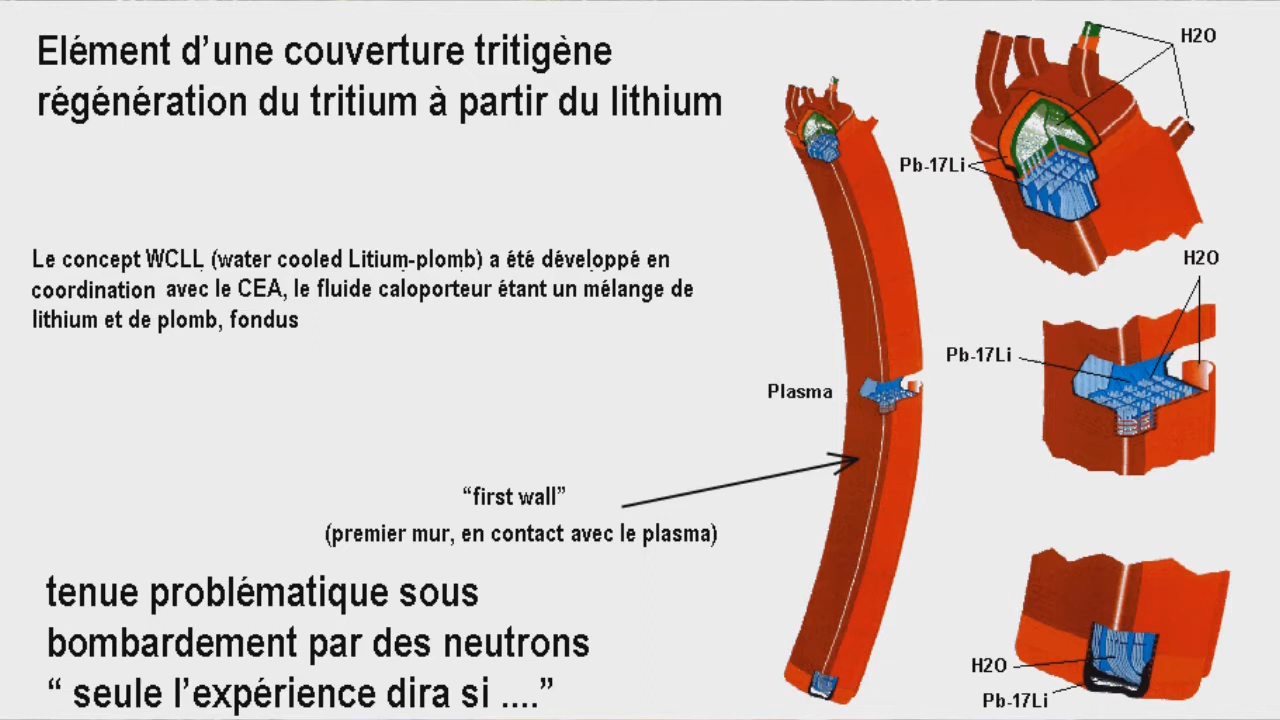 Elément d’une couverture tritigène
régénération du tritium à partir du lithium
Le concept WCLL (water cooled Litium-plomb) a été développé en
coordination avec le CEA, le fluide caloporteur étant un mélange de
lithium et de plomb, fondus
Plasma
“first wall”
(premier mur, en contact avec le plasma)
tenue problématique sous
bombardement par des neutrons
“ seule l’expérience dira si ....”
H2O
Pb-17Li
H2O
Pb-17Li
H2O
Pb-17Li